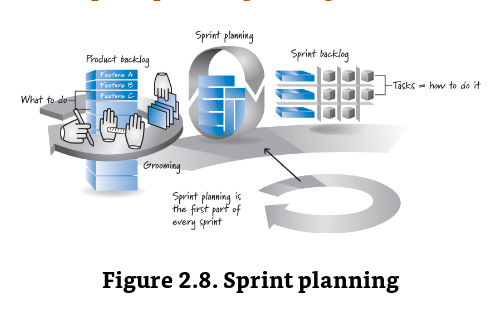 Sprint planning
Product backlog
Sprint backlog
Feature A
Feature B
Feature C
What to do
Tasks = how to do it
Grooming
Sprint planning is
the first part of
every sprint
Figure 2.8. Sprint planning